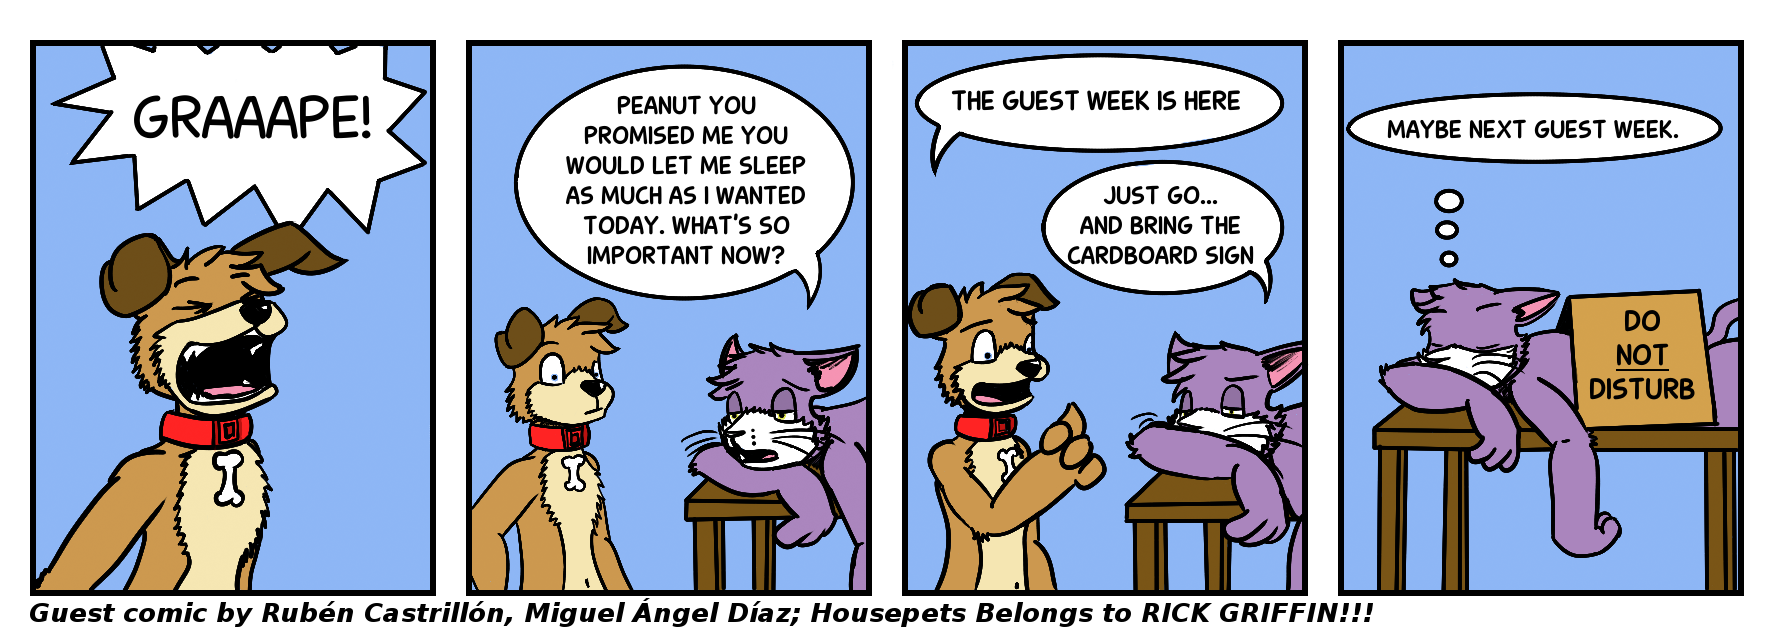 GRAAAPE!
PEANUT YOU
PROMISED ME YOU
WOULD LET ME SLEEP
AS MUCH AS I WANTED
TODAY. WHAT'S SO
IMPORTANT NOW?
THE GUEST WEEK IS HERE
JUST GO...
AND BRING THE
CARDBOARD SIGN
MAYBE NEXT GUEST WEEK.
DO
NOT
DISTURB
Guest comic by Rubén Castrillón, Miguel Ángel Díaz; Housepets Belongs to RICK GRIFFIN!!!